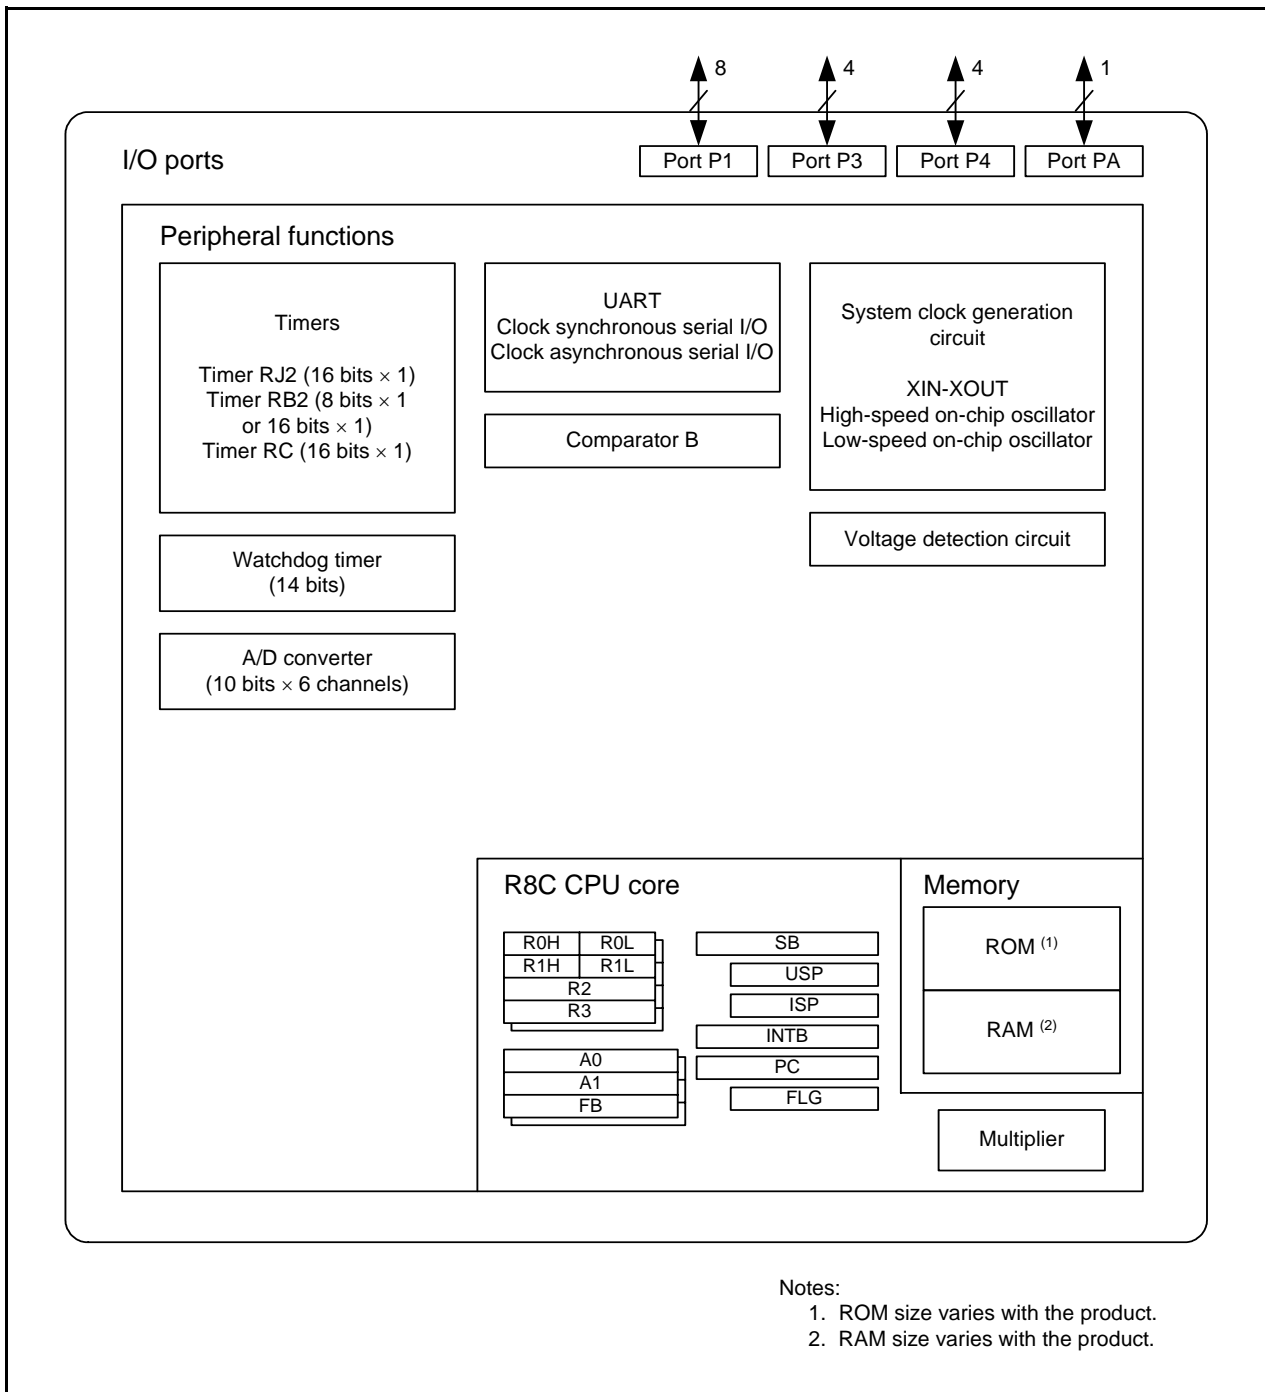 8
4
4
1
I/O ports
Port P1
Port P3
Port P4
Port PA
Peripheral functions
Timers
Timer RJ2 (16 bits × 1)
Timer RB2 (8 bits × 1
or 16 bits × 1)
Timer RC (16 bits × 1)
UART
Clock synchronous serial I/O
Clock asynchronous serial I/O
System clock generation
circuit
XIN-XOUT
High-speed on-chip oscillator
Low-speed on-chip oscillator
Comparator B
Voltage detection circuit
Watchdog timer
(14 bits)
A/D converter
(10 bits × 6 channels)
R8C CPU core
R0H
R0L
R1H
R1L
R2
R3
A0
A1
FB
SB
USP
ISP
INTB
PC
FLG
Memory
ROM (1)
RAM (2)
Multiplier
Notes:
1. ROM size varies with the product.
2. RAM size varies with the product.